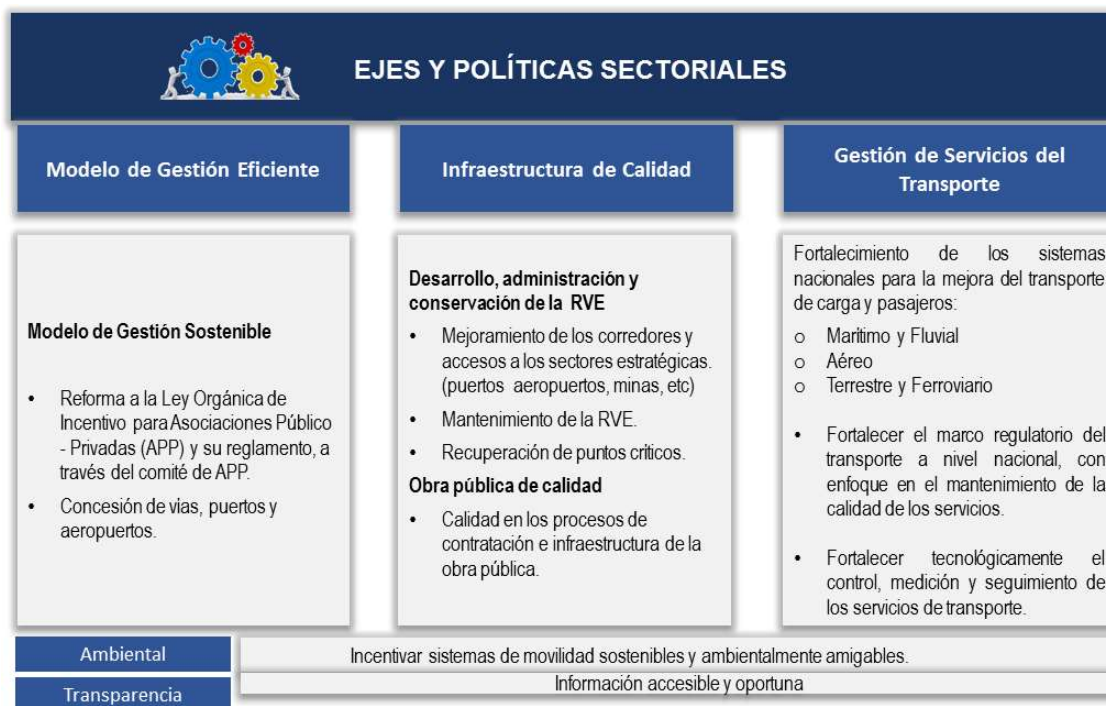 EJES Y POLÍTICAS SECTORIALES
Modelo de Gestión Eficiente
Modelo de Gestión Sostenible
• Reforma a la Ley Orgánica de
Incentivo para Asociaciones Público
- Privadas (APP) y su reglamento, a
través del comité de APP.
• Concesión de vías, puertos y
aeropuertos.
Infraestructura de Calidad
Desarrollo, administración y
conservación de la RVE
• Mejoramiento de los corredores y
accesos a los sectores estratégicas.
(puertos aeropuertos, minas, etc)
• Mantenimiento de la RVE.
• Recuperación de puntos críticos.
Obra pública de calidad
• Calidad en los procesos de
contratación e infraestructura de la
obra pública.
Gestión de Servicios del
Transporte
Fortalecimiento de los sistemas
nacionales para la mejora del transporte
de carga y pasajeros:
o Marítimo y Fluvial
o Aéreo
o Terrestre y Ferroviario
• Fortalecer el marco regulatorio del
transporte a nivel nacional, con
enfoque en el mantenimiento de la
calidad de los servicios.
• Fortalecer tecnológicamente el
control, medición y seguimiento de
los servicios de transporte.
Ambiental
Incentivar sistemas de movilidad sostenibles y ambientalmente amigables.
Transparencia
Información accesible y oportuna